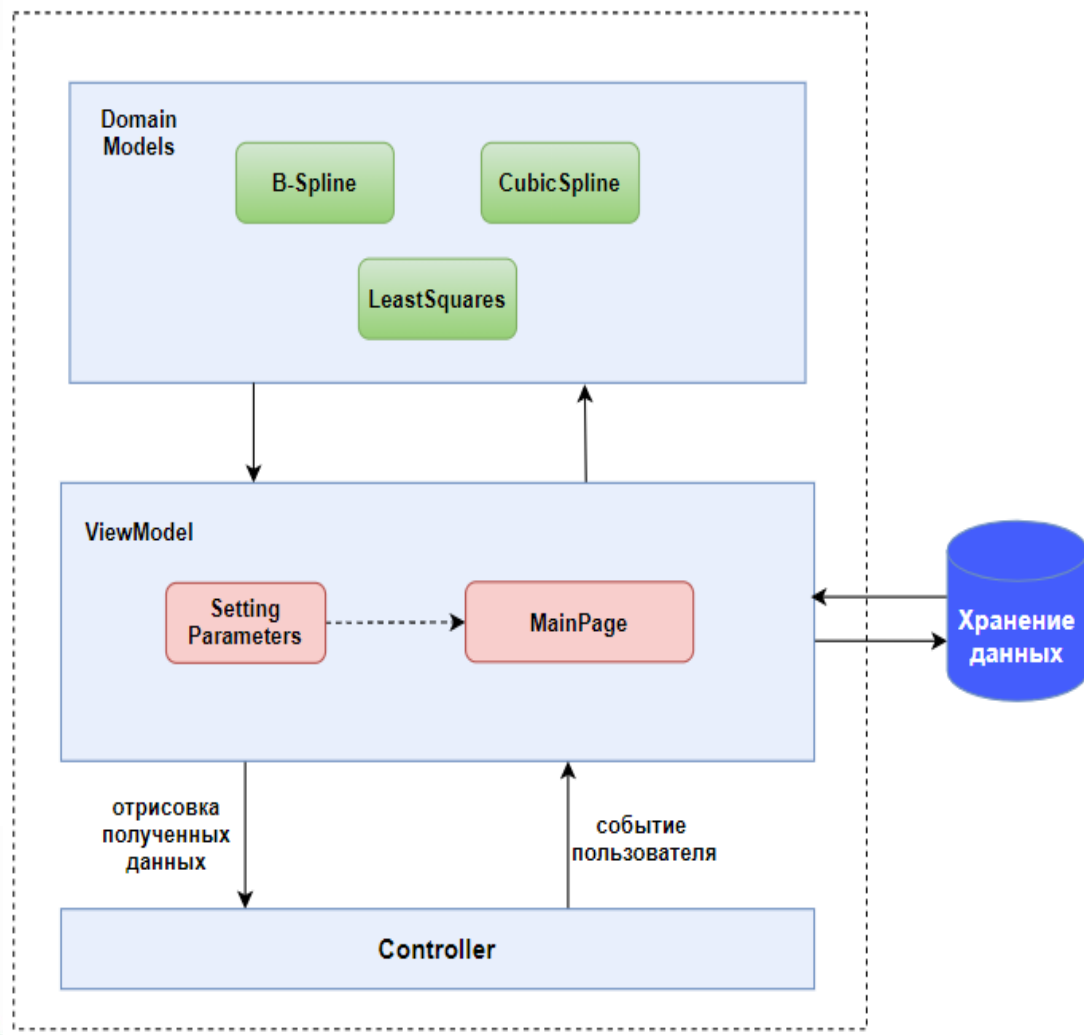 Domain
Models
B-Spline
CubicSpline
LeastSquares
ViewModel
Setting
Parameters
MainPage
Хранение
данных
отрисовка
полученных
данных
событие
пользователя
Controller